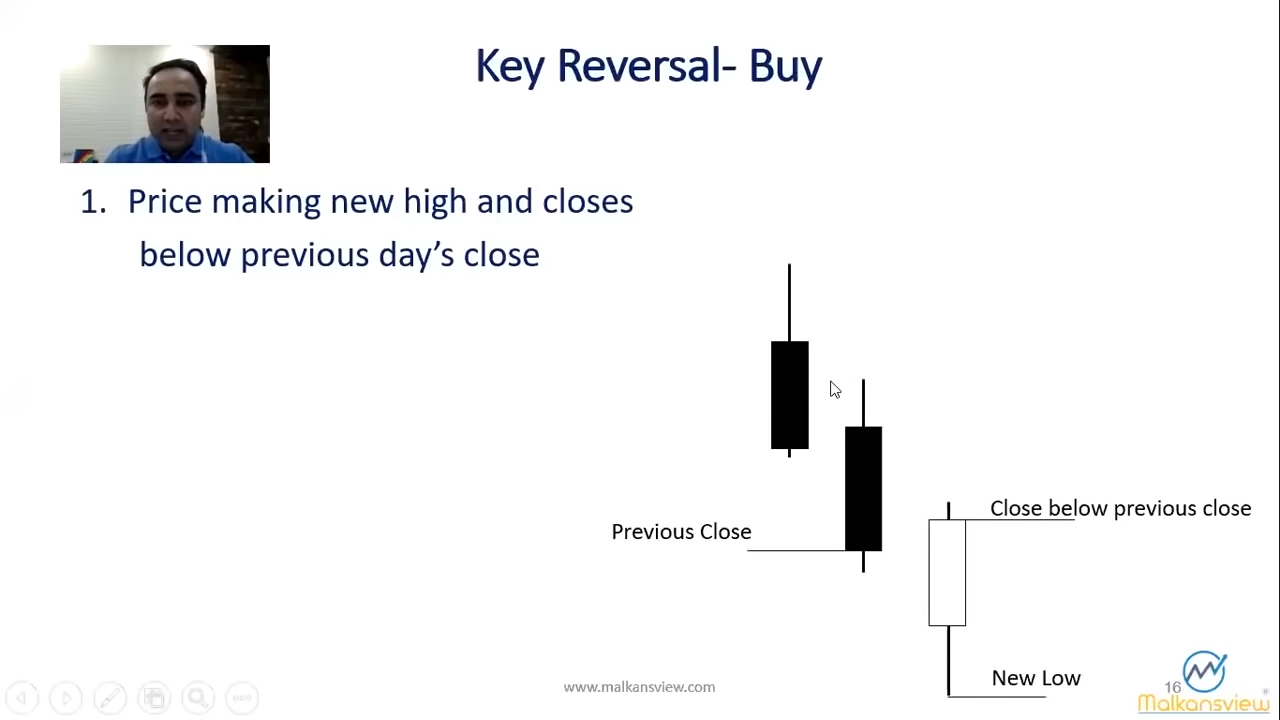 Key Reversal- Buy
1. Price making new high and closes
below previous day’s close
Close below previous close
Previous Close
New Low
www.malkansview.com
16
Malkansview